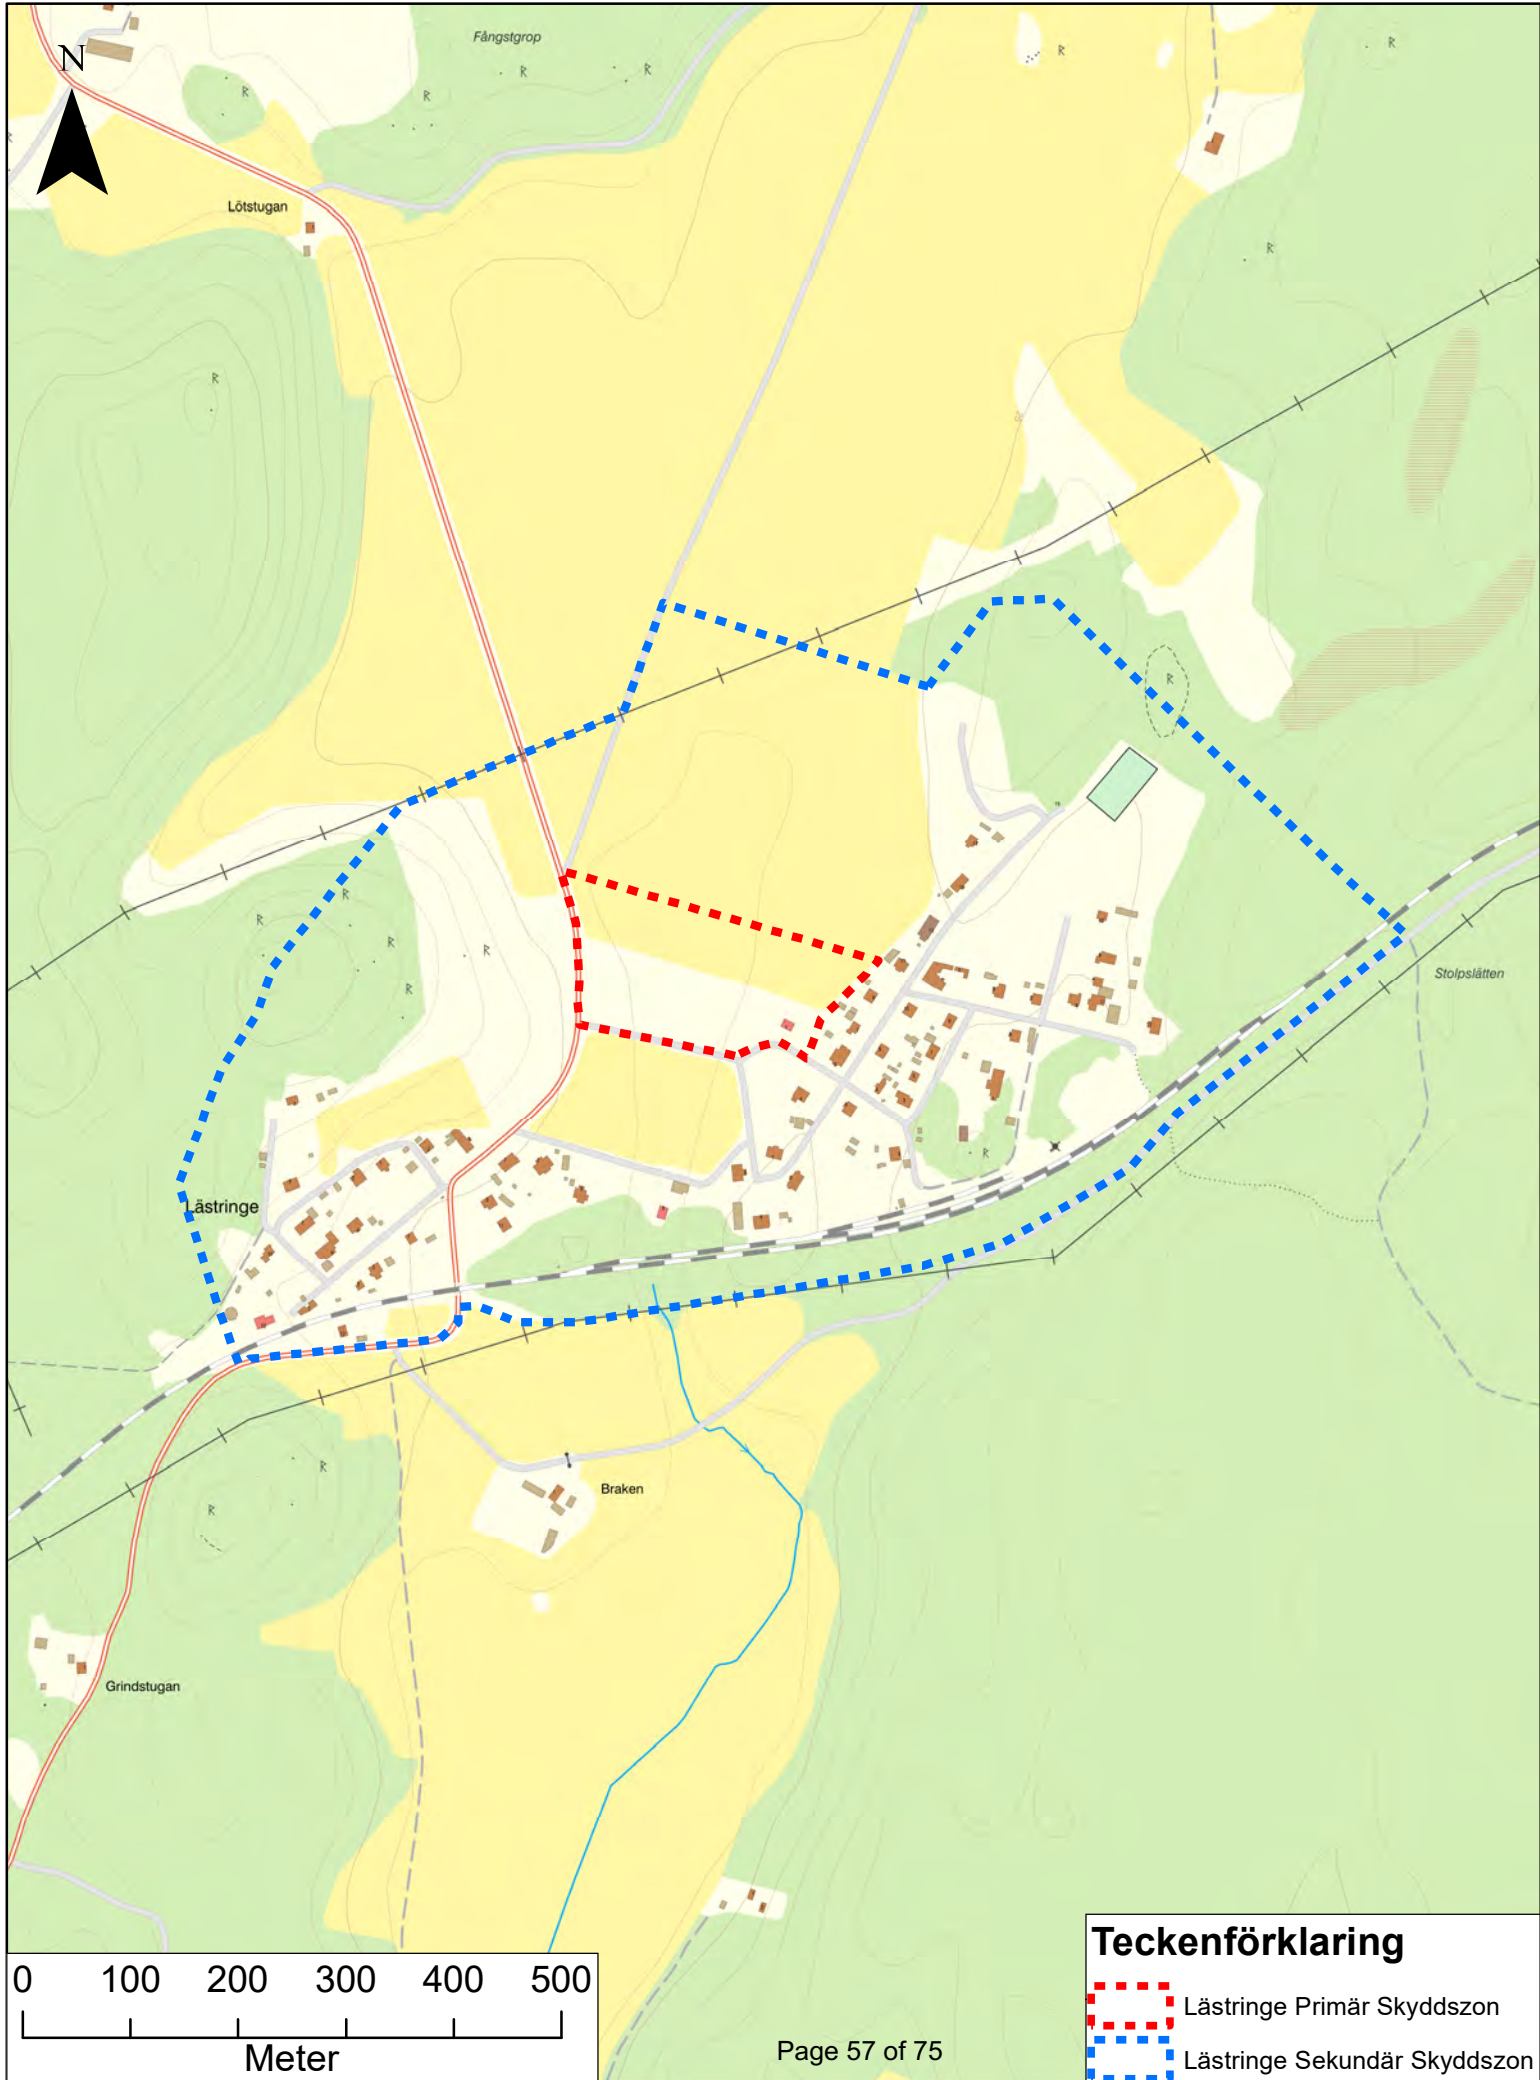 Fångstgrop
R
R
R
R
R
N
R
Lötstugan
R
R
R
R
R
R
R
R
R
Stolpslätten
R
Lästringe
R
Braken
R
Grindstugan
Teckenförklaring
0 100 200 300 400 500
Lästringe Primär Skyddszon
Meter
Page 57 of 75
Lästringe Sekundär Skyddszon